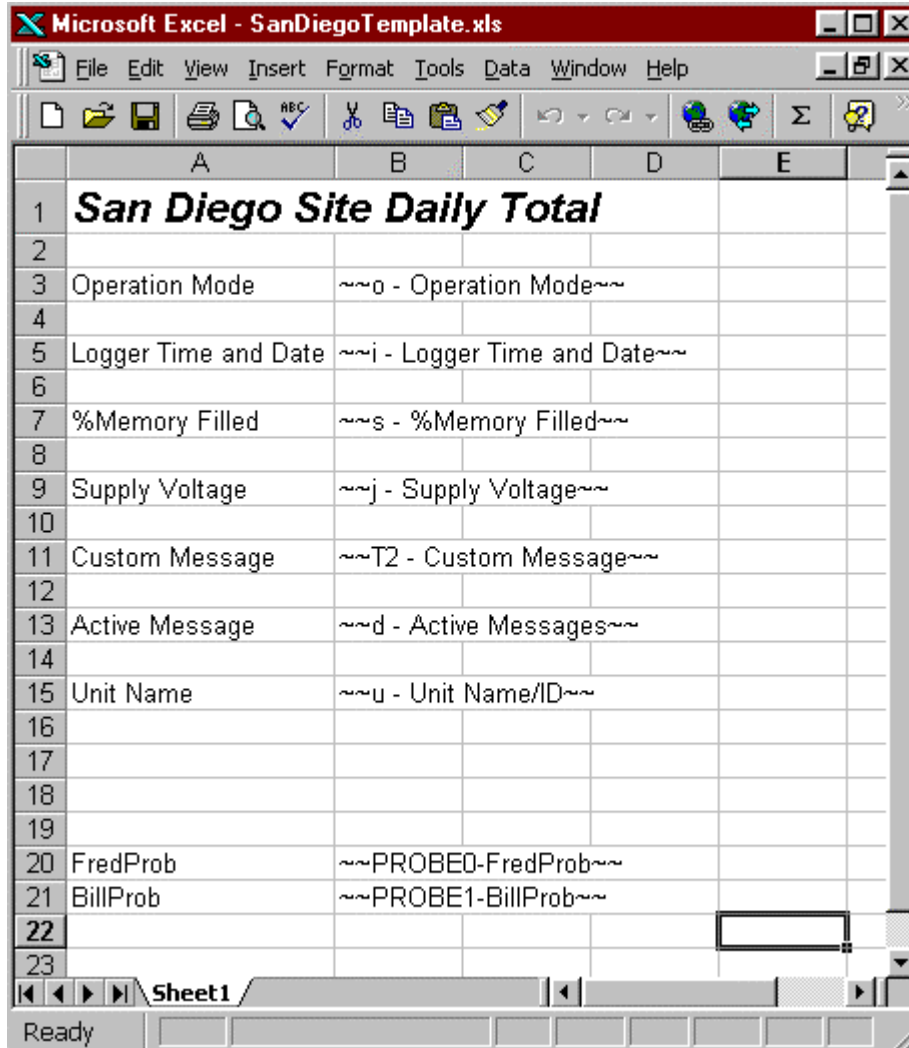 Microsoft Excel - SanDiegoTemplate.xls
File Edit View Insert Format Tools Data Window Help
ABC Σ ?
A B C D E
1 San Diego Site Daily Total
2
3 Operation Mode ~~o - Operation Mode~~
4
5 Logger Time and Date ~~i - Logger Time and Date~~
6
7 %Memory Filled ~~s - %Memory Filled~~
8
9 Supply Voltage ~~j - Supply Voltage~~
10
11 Custom Message ~~T2 - Custom Message~~
12
13 Active Message ~~d - Active Messages~~
14
15 Unit Name ~~u - Unit Name/ID~~
16
17
18
19
20 FredProb ~~PROBE0-FredProb~~
21 BillProb ~~PROBE1-BillProb~~
22
23
Sheet1
Ready